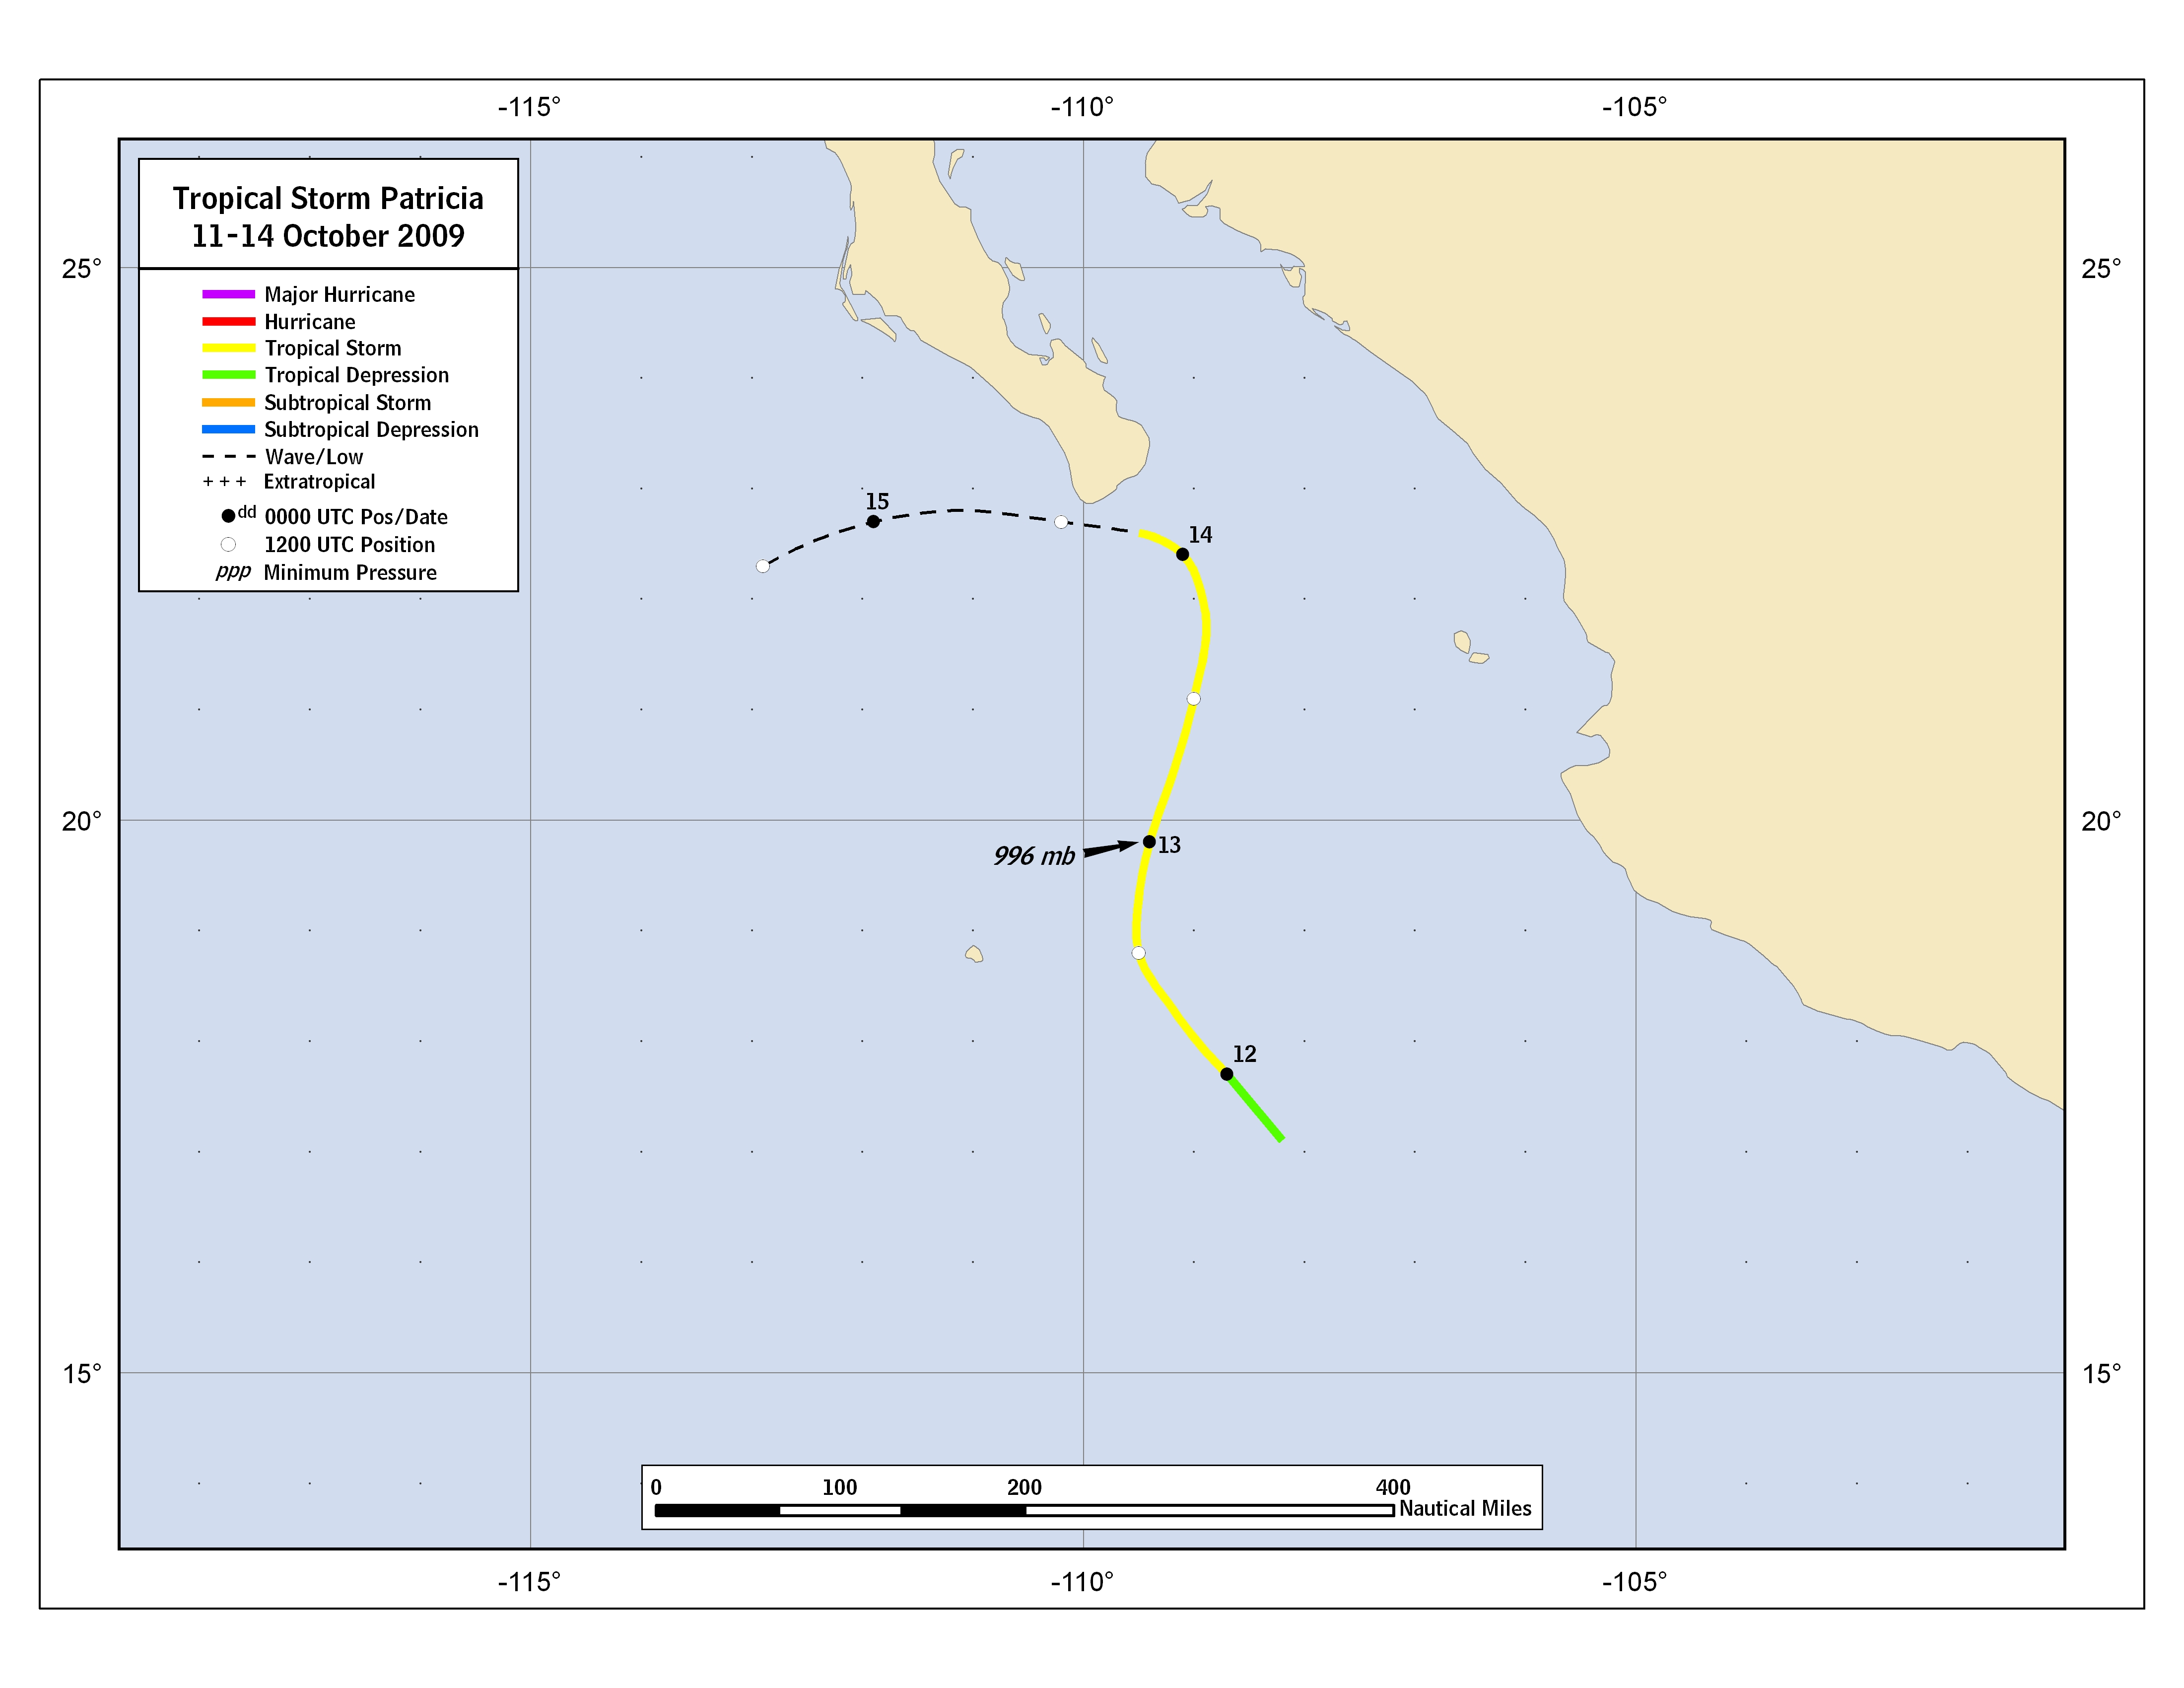 -115° -110° -105°
Tropical Storm Patricia
11-14 October 2009
25° 25°
Major Hurricane
Hurricane
Tropical Storm
Tropical Depression
Subtropical Storm
Subtropical Depression
Wave/Low
+ + + Extratropical
dd 0000 UTC Pos/Date
1200 UTC Position
ppp Minimum Pressure
15
14
20° 20°
13
996 mb
12
15° 15°
0 100 200 400
Nautical Miles
-115° -110° -105°